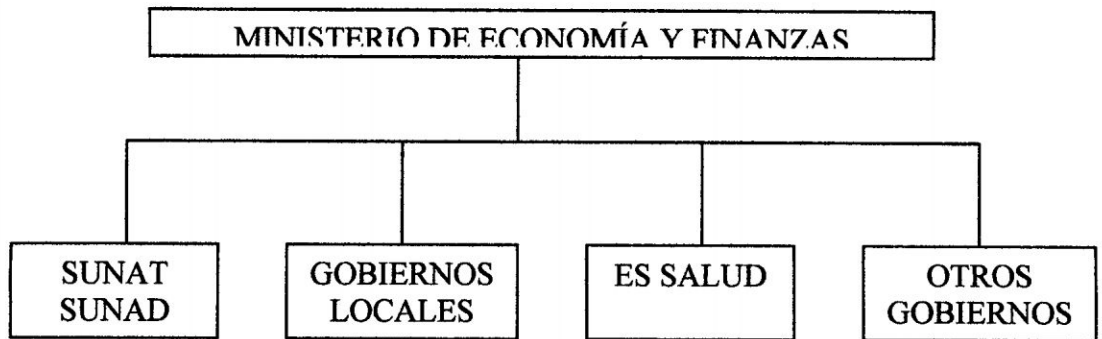 MINISTERIO DE ECONOMÍA Y FINANZAS
SUNAT
SUNAD
GOBIERNOS
LOCALES
ES SALUD
OTROS
GOBIERNOS